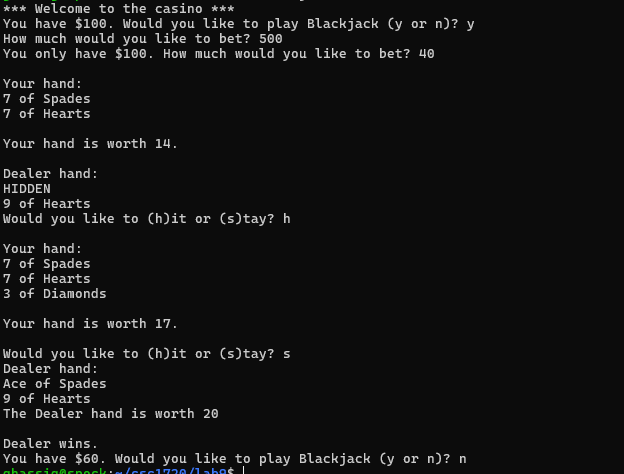 *** Welcome to the casino ***
You have $100. Would you like to play Blackjack (y or n)? y
How much would you like to bet? 500
You only have $100. How much would you like to bet? 40
Your hand:
7 of Spades
7 of Hearts
Your hand is worth 14.
Dealer hand:
HIDDEN
9 of Hearts
Would you like to (h)it or (s)tay? h
Your hand:
7 of Spades
7 of Hearts
3 of Diamonds
Your hand is worth 17.
Would you like to (h)it or (s)tay? s
Dealer hand:
Ace of Spades
9 of Hearts
The Dealer hand is worth 20
Dealer wins.
You have $60. Would you like to play Blackjack (y or n)? n